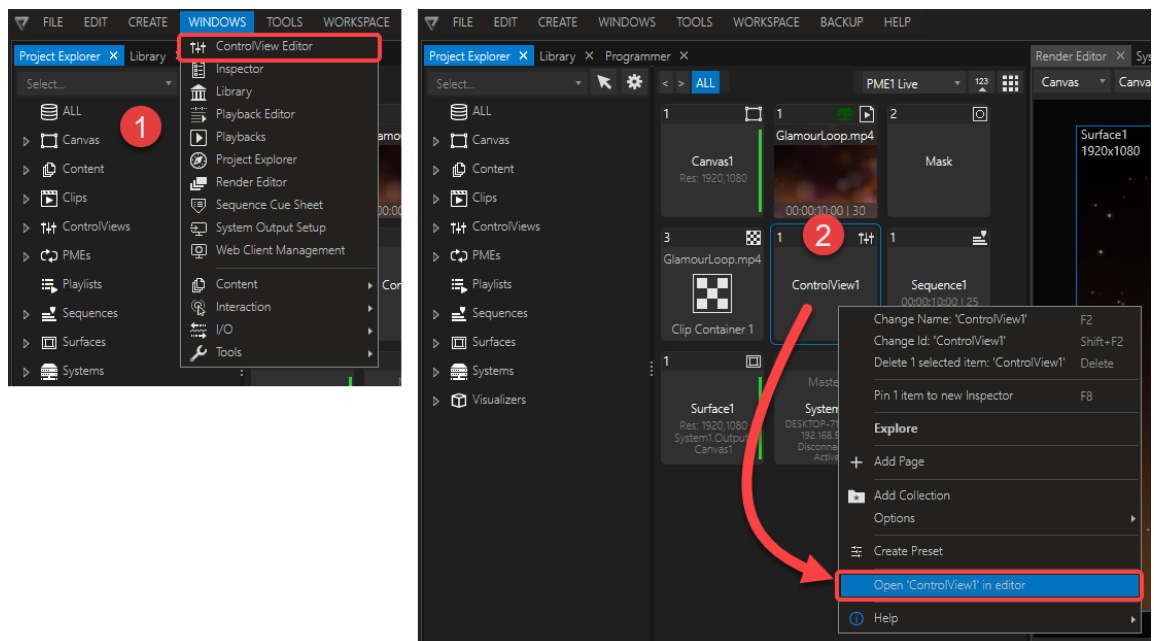 FILE EDIT CREATE WINDOWS TOOLS WORKSPACE
Project Explorer X Library
Select...
ALL
Canvas
Content
Clips
ControlViews
PMEs
Playlists
Sequences
Surfaces
Systems
1
ControlView Editor
Inspector
Library
Playback Editor
Playbacks
Project Explorer
Render Editor
Sequence Cue Sheet
System Output Setup
Web Client Management
Content
Interaction
I/O
Tools
FILE EDIT CREATE WINDOWS TOOLS WORKSPACE BACKUP HELP
Project Explorer X Library X Programmer X
Select...
< > ALL PME1 Live 123
ALL
Canvas
Content
Clips
ControlViews
PMEs
Playlists
Sequences
Surfaces
Systems
Visualizers
1
Canvas1
Res: 1920,1080
1
GlamourLoop.mp4
00:00:10:00 | 30
2
Mask
3
GlamourLoop.mp4
Clip Container 1
1
2
ControlView1
1
Sequence1
00:00:10:00 | 25
1
Surface1
Res: 1920,1080
System1.Output
Canvas1
Render Editor X
Canvas
Surface1
1920x1080
Change Name: 'ControlView1' F2
Change Id: 'ControlView1' Shift+F2
Delete 1 selected item: 'ControlView1' Delete
Pin 1 item to new Inspector F8
Explore
Add Page
Add Collection
Options
Create Preset
Open 'ControlView1' in editor
Help